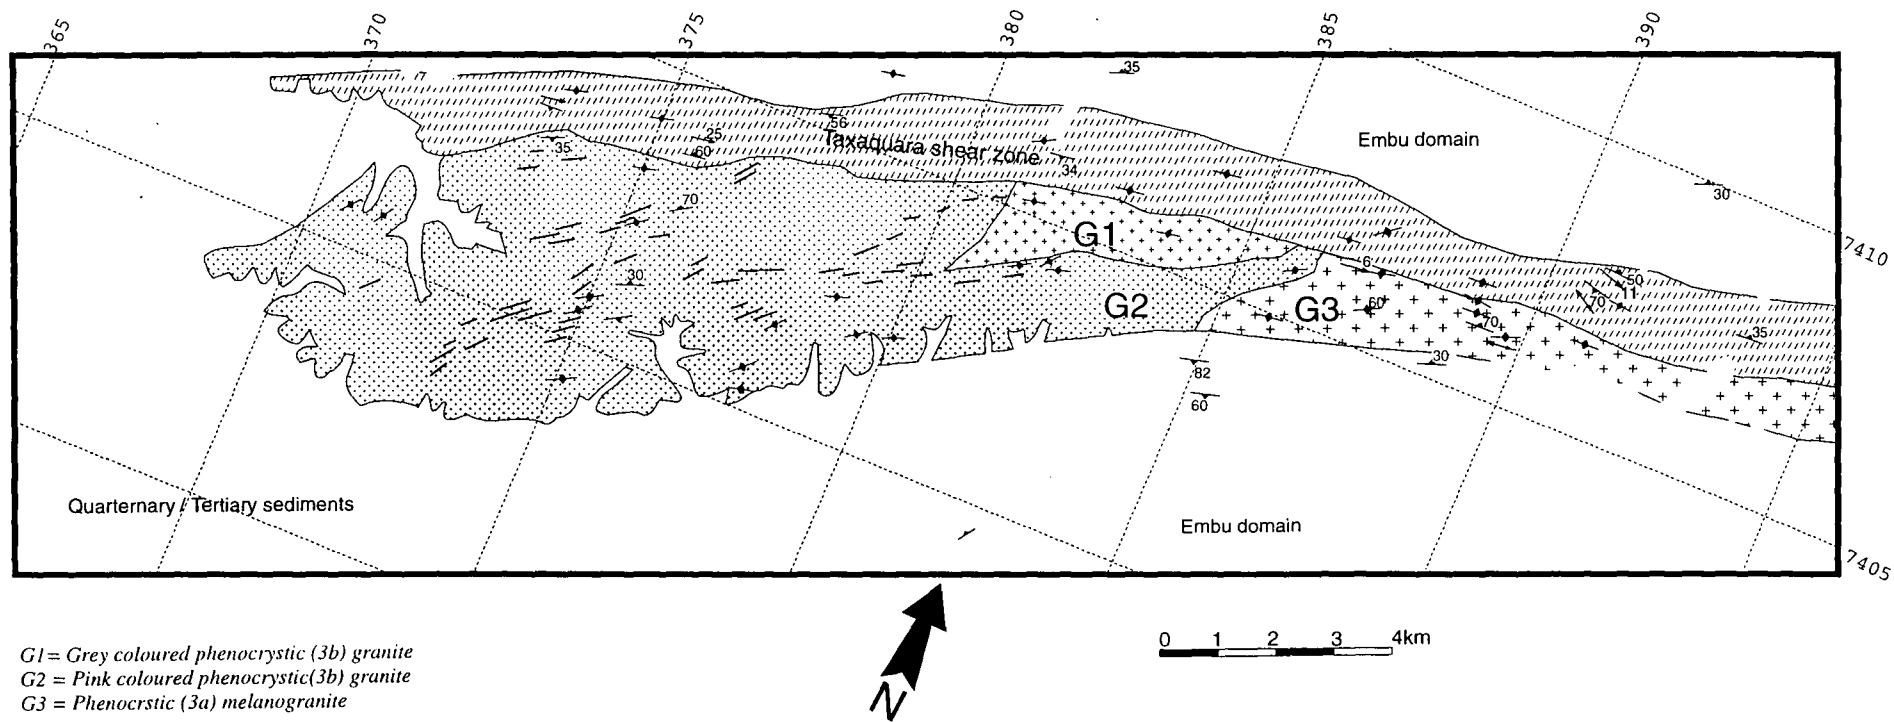 365
370
375
380
385
390
35
56
25
60
35
Taxaquara shear zone
34
Embu domain
30
70
G1
7410
6
50
11
70
30
G2
G3
60
70
35
30
82
60
Quarternary / Tertiary sediments
Embu domain
7405
N
0 1 2 3 4km
G1= Grey coloured phenocrystic (3b) granite
G2 = Pink coloured phenocrystic(3b) granite
G3 = Phenocrstic (3a) melanogranite